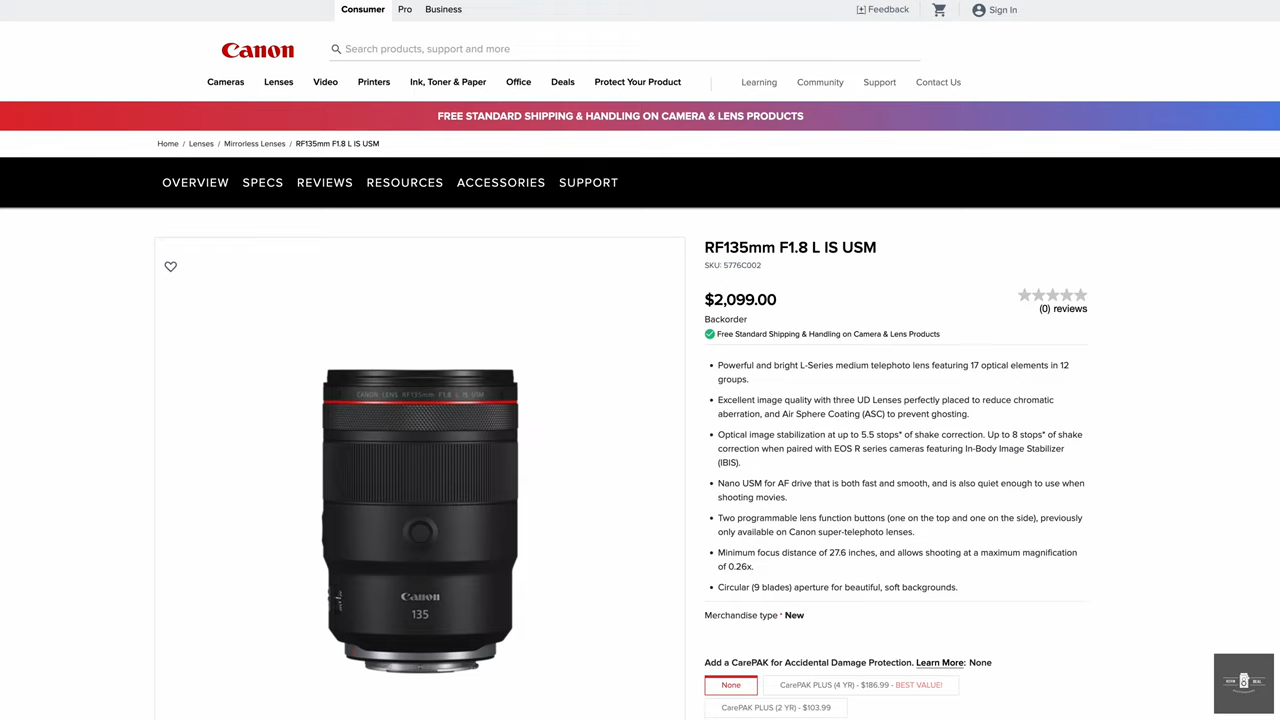 Consumer Pro Business Feedback Sign In
Canon Search products, support and more
Cameras Lenses Video Printers Ink, Toner & Paper Office Deals Protect Your Product Learning Community Support Contact Us
FREE STANDARD SHIPPING & HANDLING ON CAMERA & LENS PRODUCTS
Home / Lenses / Mirrorless Lenses / RF135mm F1.8 L IS USM
OVERVIEW SPECS REVIEWS RESOURCES ACCESSORIES SUPPORT
RF135mm F1.8 L IS USM
SKU: 5776C002
$2,099.00
(0) reviews
Backorder
Free Standard Shipping & Handling on Camera & Lens Products
• Powerful and bright L-Series medium telephoto lens featuring 17 optical elements in 12
groups.
• Excellent image quality with three UD Lenses perfectly placed to reduce chromatic
aberration, and Air Sphere Coating (ASC) to prevent ghosting.
• Optical image stabilization at up to 5.5 stops* of shake correction. Up to 8 stops* of shake
correction when paired with EOS R series cameras featuring In-Body Image Stabilizer
(IBIS).
• Nano USM for AF drive that is both fast and smooth, and is also quiet enough to use when
shooting movies.
• Two programmable lens function buttons (one on the top and one on the side), previously
only available on Canon super-telephoto lenses.
• Minimum focus distance of 27.6 inches, and allows shooting at a maximum magnification
of 0.26x.
• Circular (9 blades) aperture for beautiful, soft backgrounds.
Merchandise type * New
Add a CarePAK for Accidental Damage Protection. Learn More: None
None CarePAK PLUS (4 YR) - $186.99 - BEST VALUE!
CarePAK PLUS (2 YR) - $103.99
CANON LENS RF135mm F1.8 L IS USM
Canon
135